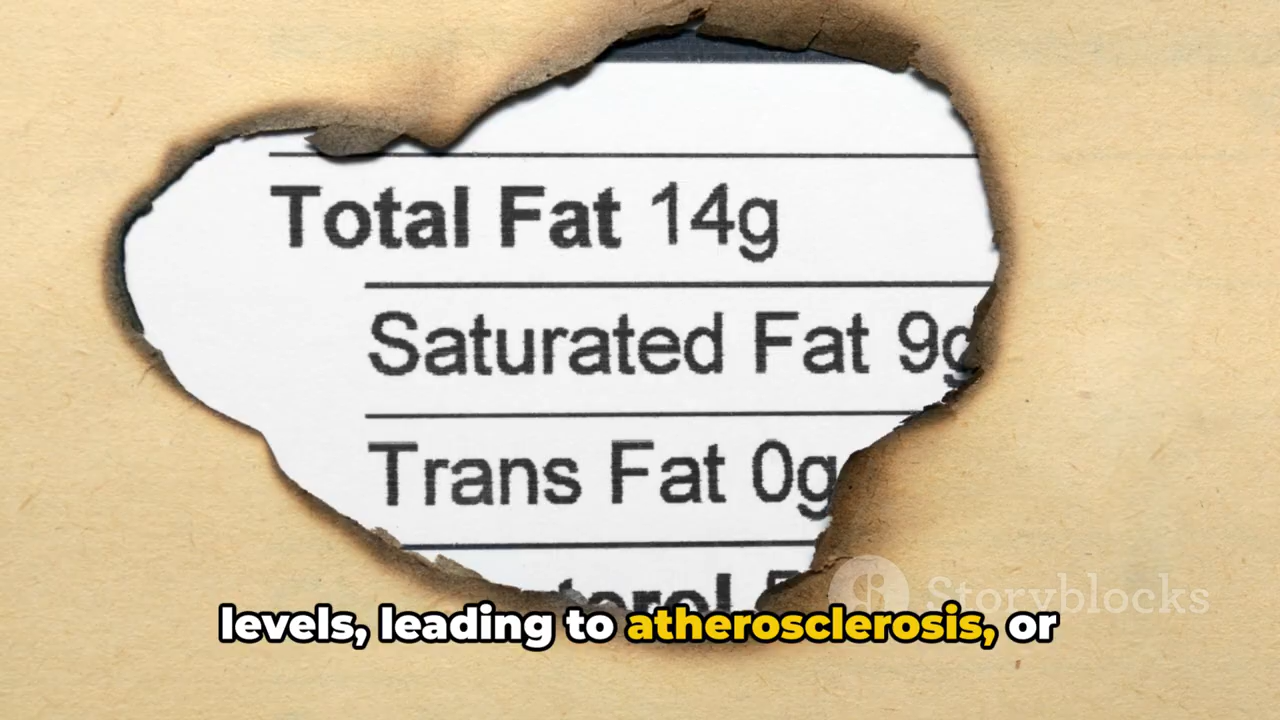 Total Fat 14g
Saturated Fat 9g
Trans Fat 0g
Storyblocks
levels, leading to atherosclerosis, or